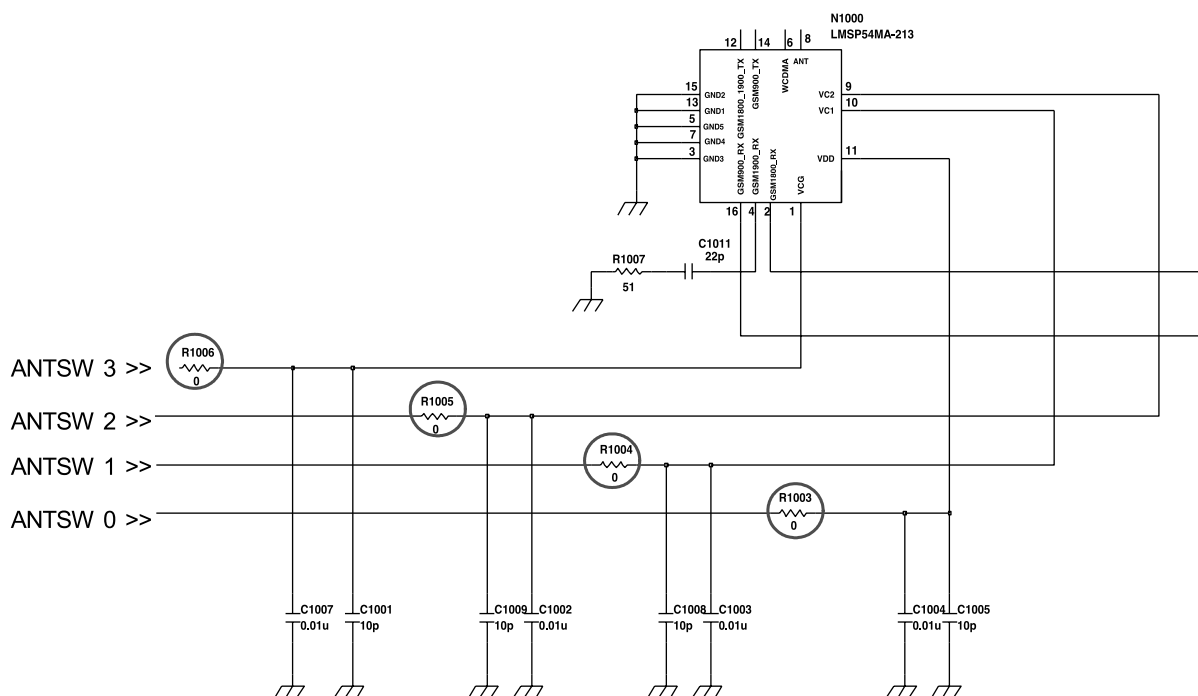 N1000
LMSP54MA-213
12
14
6
8
GSM1800_1900_TX
GSM900_TX
WCDMA
ANT
15
GND2
13
GND1
5
GND5
7
GND4
3
GND3
VC2
9
VC1
10
VDD
11
GSM900_RX
GSM1900_RX
GSM1800_RX
VCG
16
4
2
1
C1011
22p
R1007
51
ANTSW 3 >>
R1006
0
ANTSW 2 >>
R1005
0
ANTSW 1 >>
R1004
0
ANTSW 0 >>
R1003
0
C1007
0.01u
C1001
10p
C1009
10p
C1002
0.01u
C1008
10p
C1003
0.01u
C1004
0.01u
C1005
10p